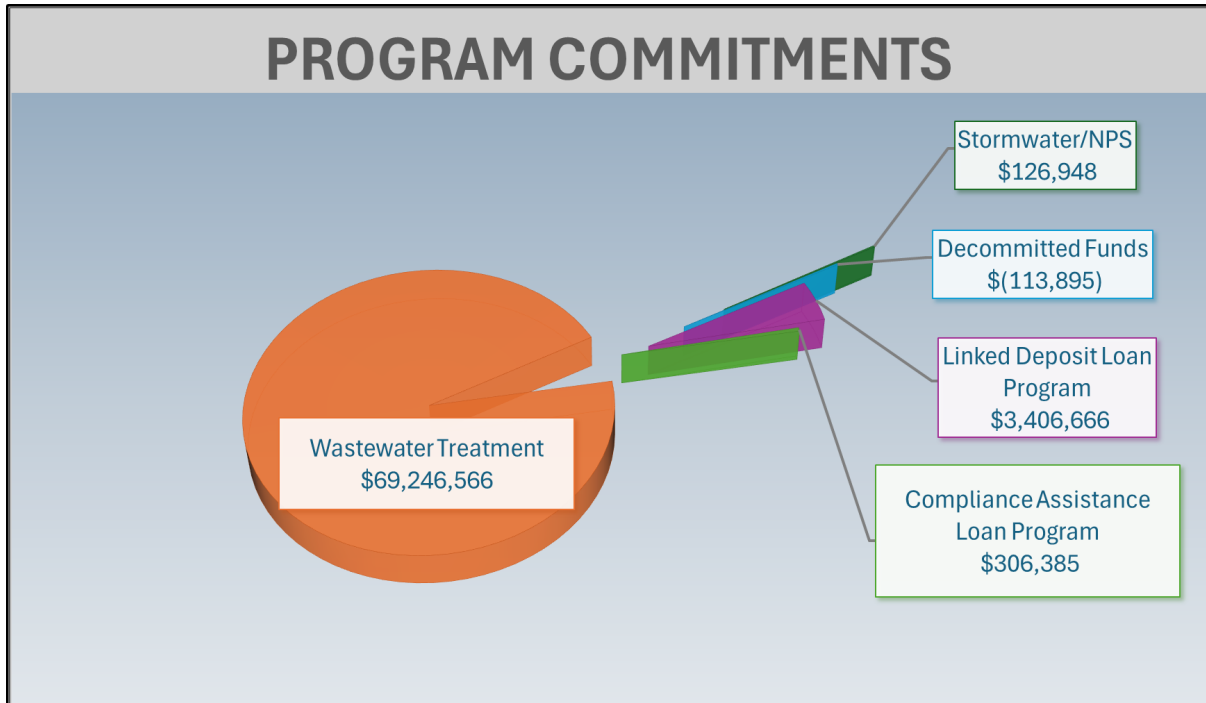 PROGRAM COMMITMENTS
Stormwater/NPS
$126,948
Decommitted Funds
$(113,895)
Linked Deposit Loan
Program
$3,406,666
Wastewater Treatment
$69,246,566
Compliance Assistance
Loan Program
$306,385